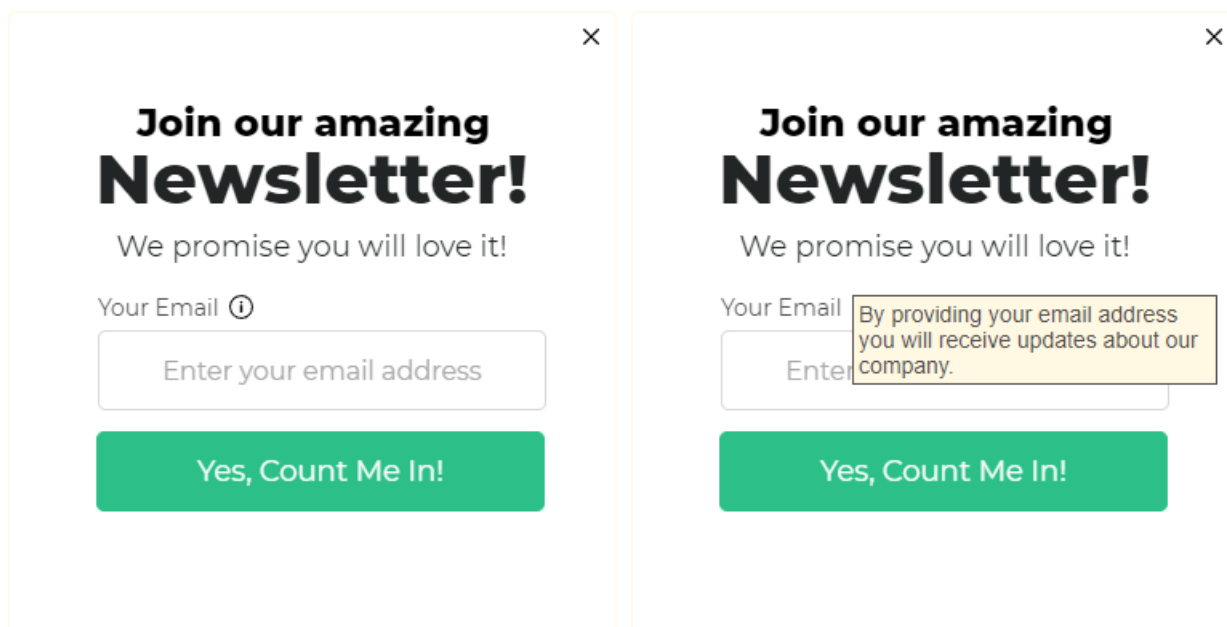 Join our amazing
Newsletter!
We promise you will love it!
Your Email
Enter your email address
Yes, Count Me In!
Join our amazing
Newsletter!
We promise you will love it!
Your Email
By providing your email address
you will receive updates about our
company.
Enter
Yes, Count Me In!